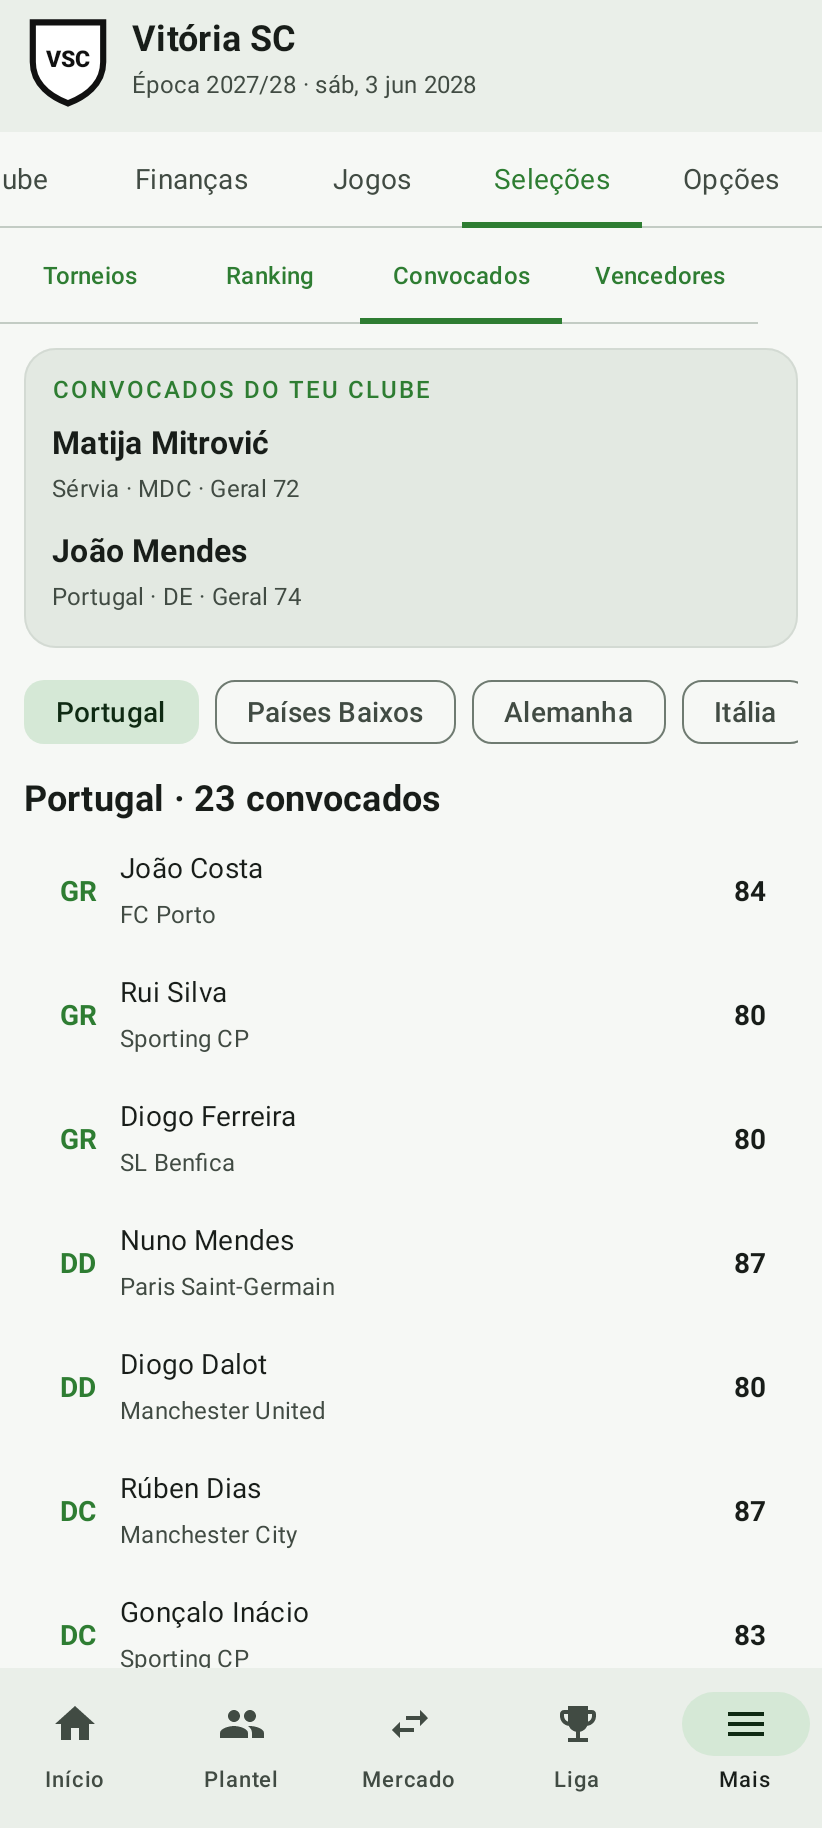 VSC
Vitória SC
Época 2027/28 · sáb, 3 jun 2028
ube Finanças Jogos Seleções Opções
Torneios Ranking Convocados Vencedores
CONVOCADOS DO TEU CLUBE
Matija Mitrović
Sérvia · MDC · Geral 72
João Mendes
Portugal · DE · Geral 74
Portugal Países Baixos Alemanha Itália
Portugal · 23 convocados
GR João Costa 84
FC Porto
GR Rui Silva 80
Sporting CP
GR Diogo Ferreira 80
SL Benfica
DD Nuno Mendes 87
Paris Saint-Germain
DD Diogo Dalot 80
Manchester United
DC Rúben Dias 87
Manchester City
DC Gonçalo Inácio 83
Sporting CP
Início Plantel Mercado Liga Mais